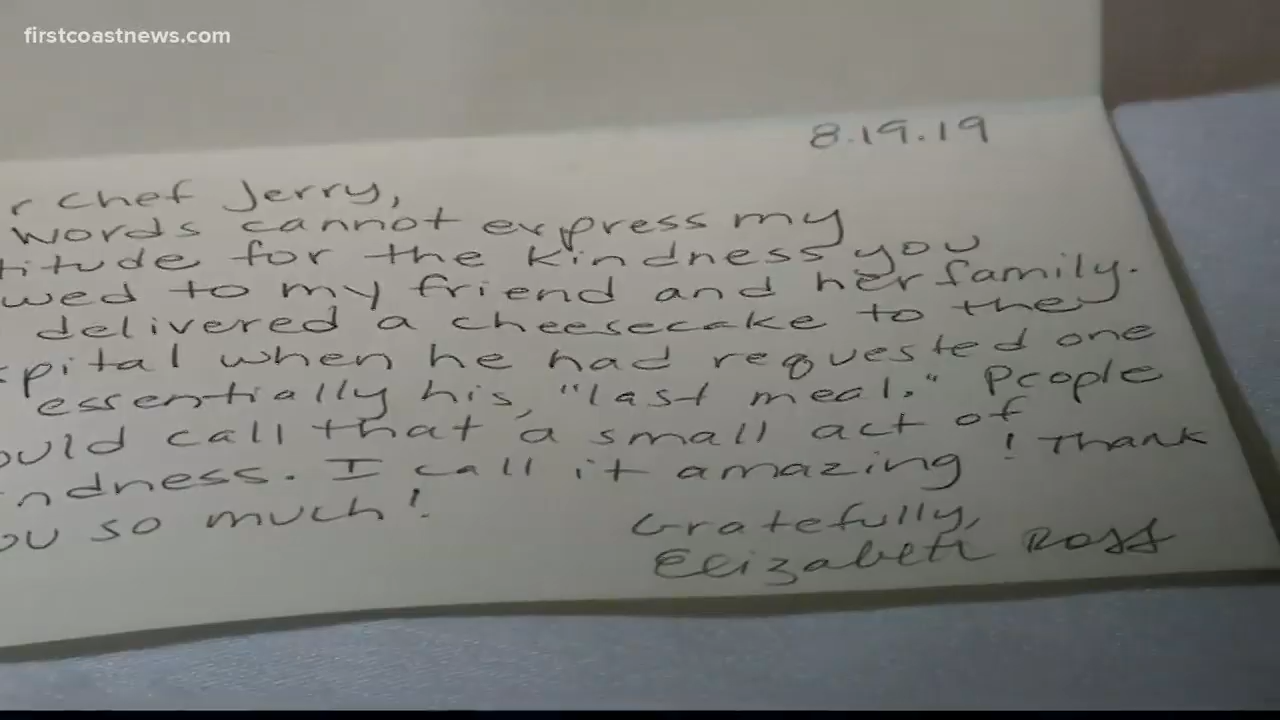 firstcoastnews.com
8.19.19
r Chef Jerry,
words cannot express my
titude for the kindness you
wed to my friend and her family.
delivered a cheesecake to the
pital when he had requested one
essentially his, "last meal." People
ould call that a small act of
ndness. I call it amazing! Thank
ou so much!
Gratefully,
Elizabeth Ross